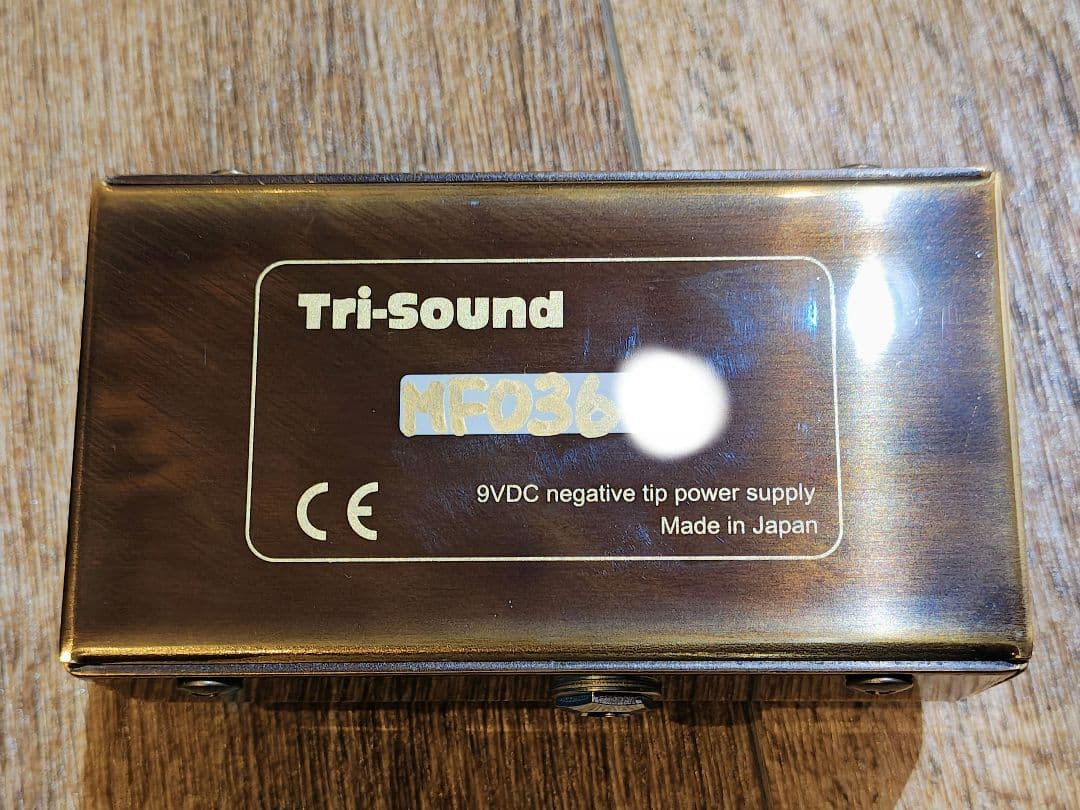 Tri-Sound
MF036
CE
9VDC negative tip power supply
Made in Japan